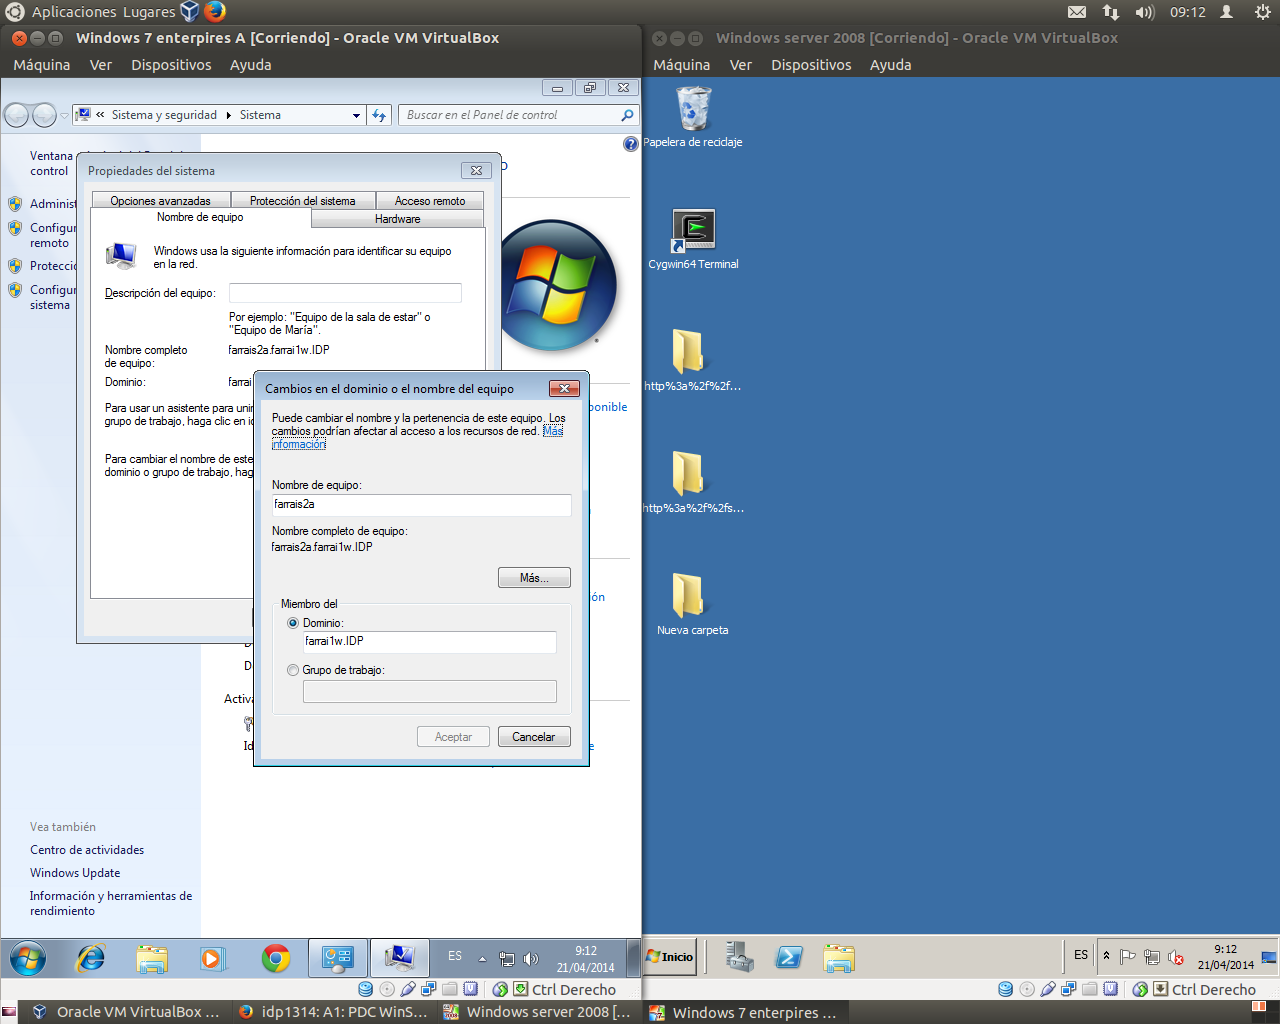 Aplicaciones Lugares
09:12
Windows 7 enterpires A [Corriendo] - Oracle VM VirtualBox
Máquina Ver Dispositivos Ayuda
Sistema y seguridad Sistema
Buscar en el Panel de control
Ventana
control
Propiedades del sistema
Opciones avanzadas Protección del sistema Acceso remoto
Nombre de equipo Hardware
Windows usa la siguiente información para identificar su equipo
en la red.
Descripción del equipo:
Por ejemplo: "Equipo de la sala de estar" o
"Equipo de María".
Nombre completo
de equipo:
farrais2a.farrai1w.IDP
Dominio: farrai
Para usar un asistente para unir
grupo de trabajo, haga clic en id
Para cambiar el nombre de este
dominio o grupo de trabajo, hag
Adminis
Configur
remoto
Protecció
Configur
sistema
ponible
ión
Cambios en el dominio o el nombre del equipo
Puede cambiar el nombre y la pertenencia de este equipo. Los
cambios podrían afectar al acceso a los recursos de red. Más
información
Nombre de equipo:
farrais2a
Nombre completo de equipo:
farrais2a.farrai1w.IDP
Más...
Miembro del
Dominio:
farrai1w.IDP
Grupo de trabajo:
Aceptar Cancelar
Activa
Id
Vea también
Centro de actividades
Windows Update
Información y herramientas de
rendimiento
ES
9:12
21/04/2014
Ctrl Derecho
Windows server 2008 [Corriendo] - Oracle VM VirtualBox
Máquina Ver Dispositivos Ayuda
Papelera de reciclaje
Cygwin64 Terminal
http%3a%2f%2f...
http%3a%2f%2fs...
Nueva carpeta
Inicio
ES
9:12
21/04/2014
Ctrl Derecho
Oracle VM VirtualBox ...
idp1314: A1: PDC WinS...
Windows server 2008 [...
Windows 7 enterpires ...